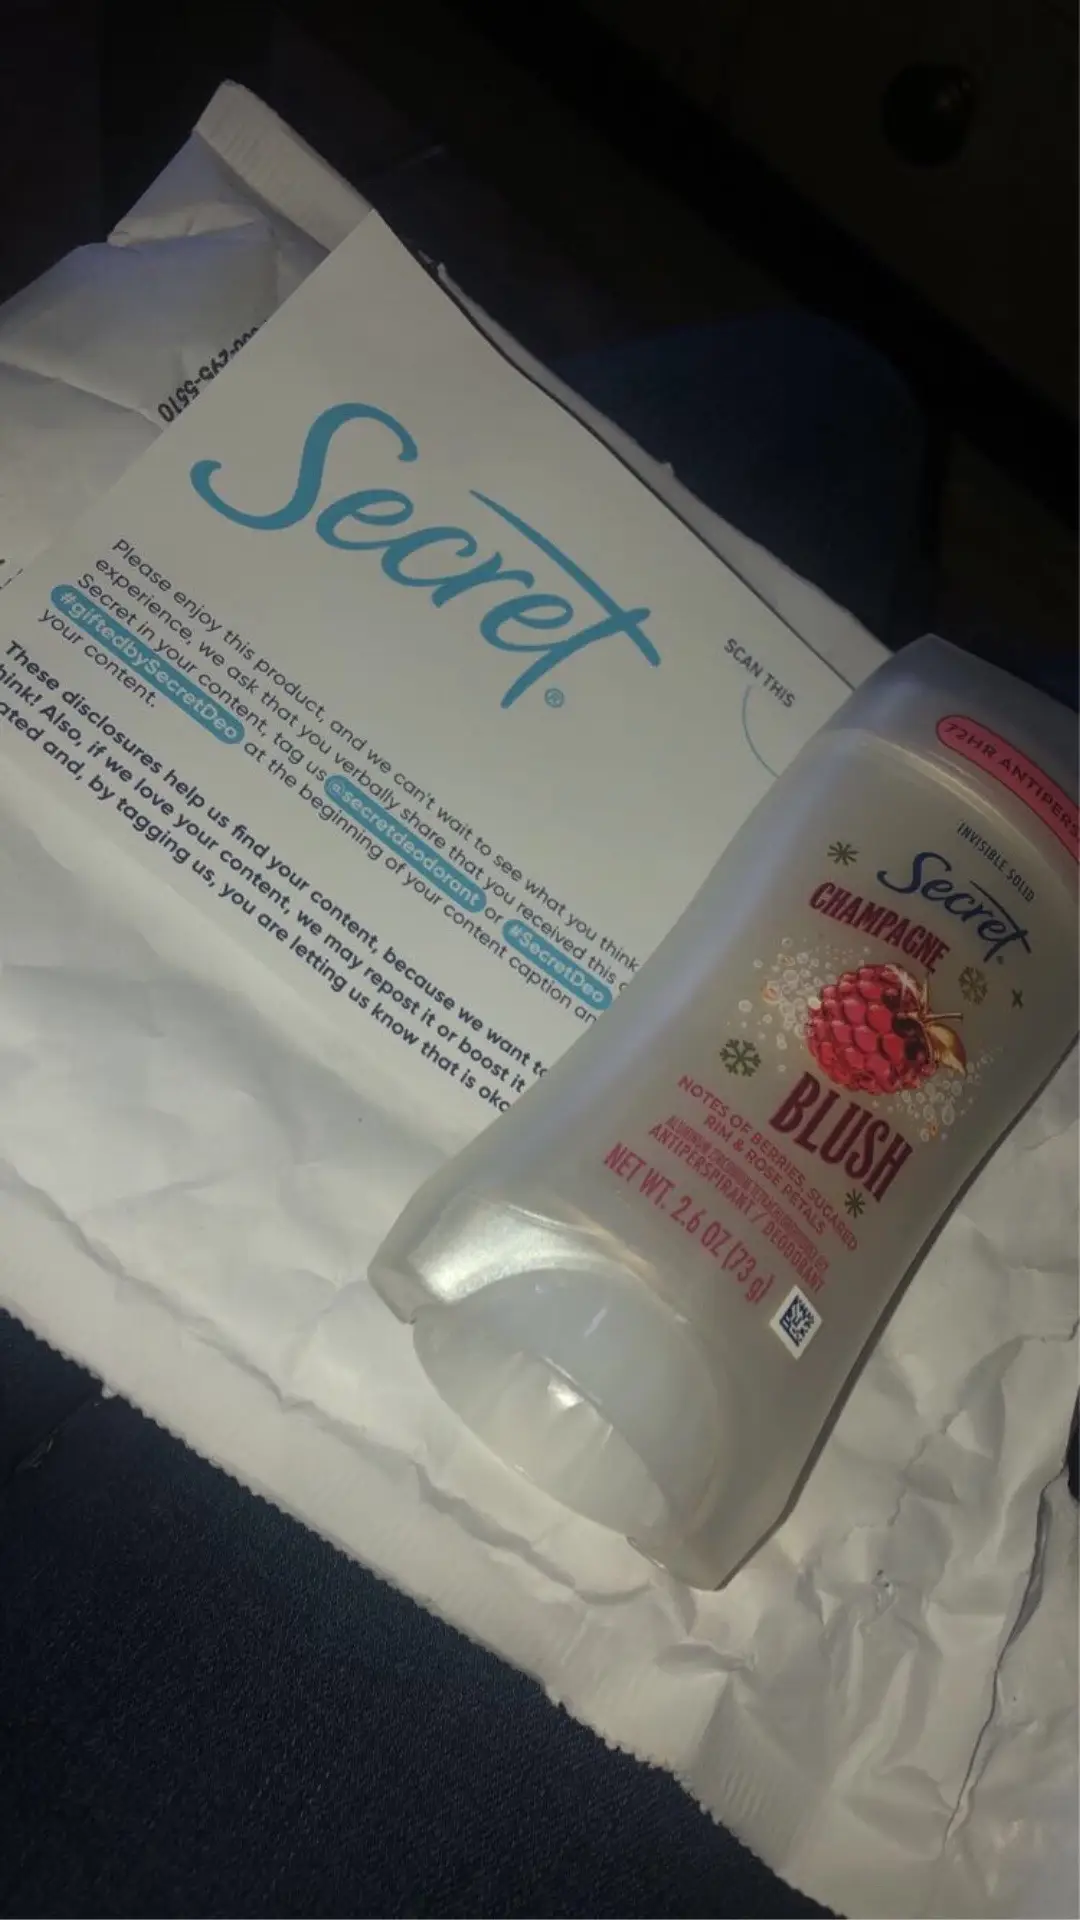 -295-5510
Secret®
SCAN THIS
Please enjoy this product, and we can't wait to see what you think
experience, we ask that you verbally share that you received this
Secret in your content, tag us @secretdeodorant or #SecretDeo
#giftedbySecretDeo at the beginning of your content caption an
your content.
These disclosures help us find your content, because we want to
hink! Also, if we love your content, we may repost it or boost it
ated and, by tagging us, you are letting us know that is oka
72HR ANTIPERS
INVISIBLE SOLID
Secret®
CHAMPAGNE
BLUSH
NOTES OF BERRIES, SUGARED
RIM & ROSE PETALS
ALUMINUM ZIRCONIUM
ANTIPERSPIRANT / DEODORANT
NET WT. 2.6 OZ (73 g)